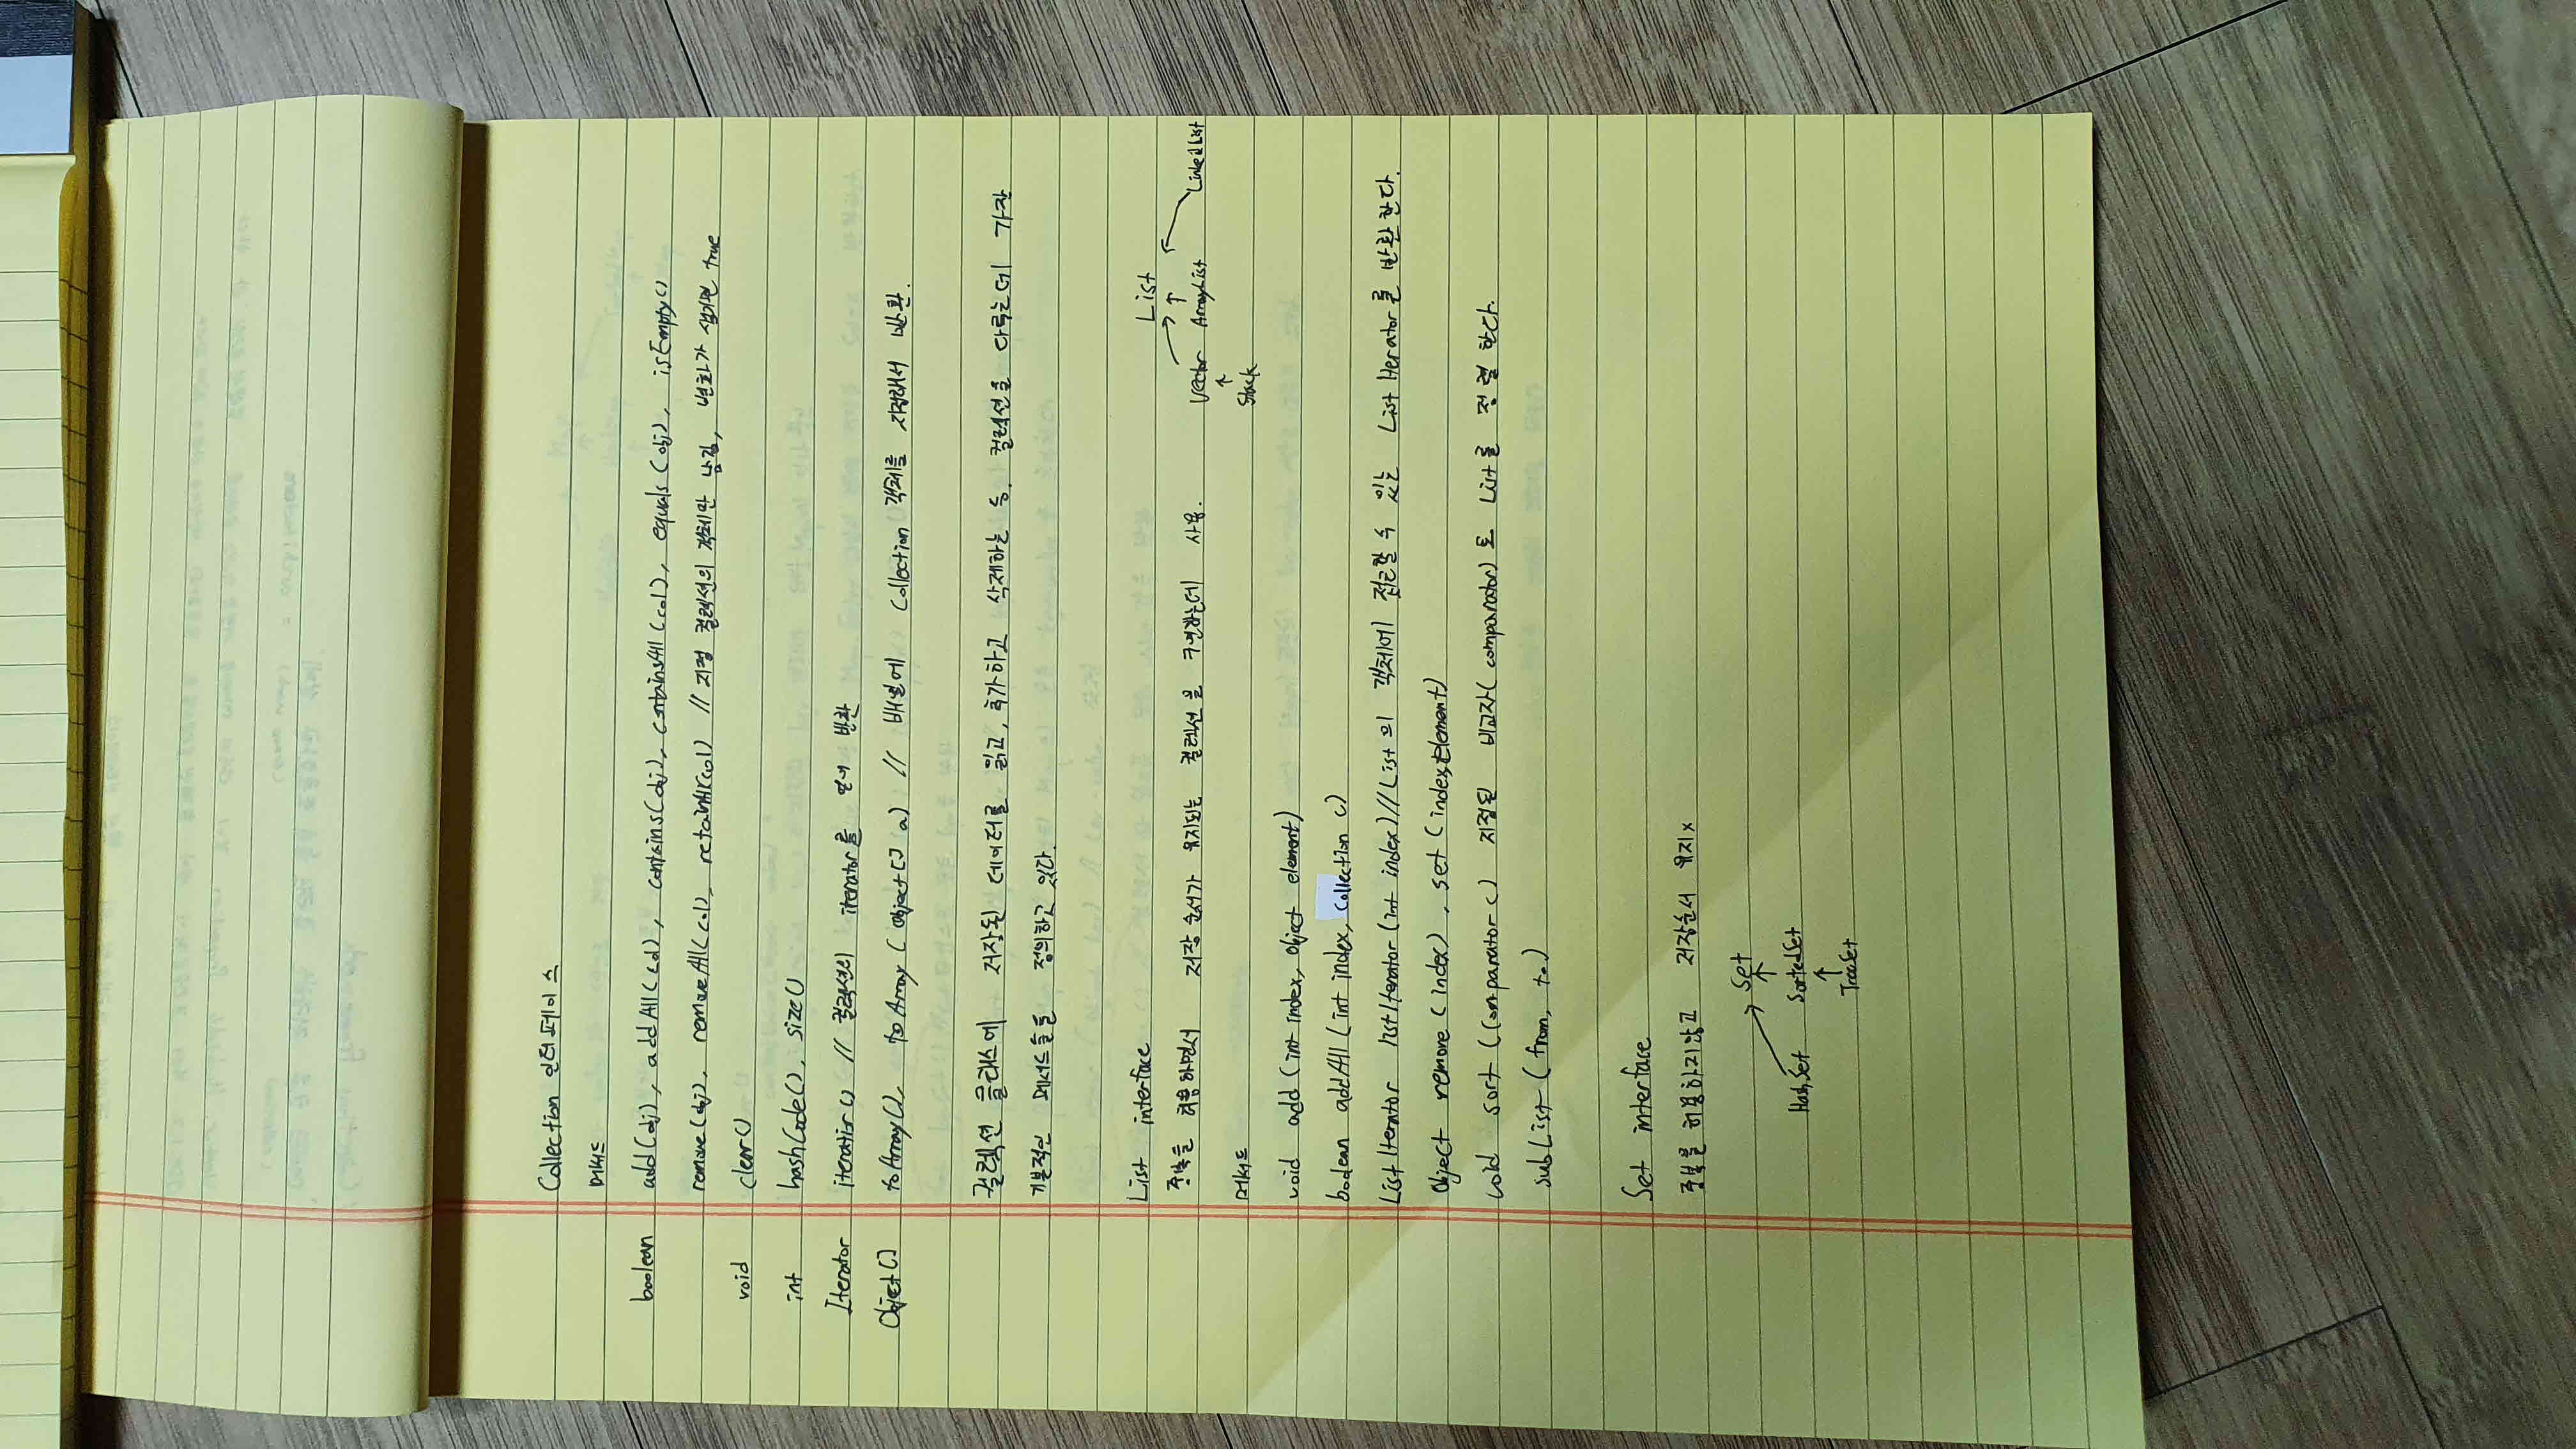 Collection 인터페이스
메서드
boolean add(obj), addAll(col), contains(obj), containsAll(col), equals(obj), isEmpty()
remove(obj), removeAll(col), retainAll(col) // 지정 컬렉션의 객체만 남김, 변화가 생기면 true
void clear()
int hashCode(), size()
Iterator iterator() // 컬렉션의 iterator를 얻어 반환
Object[] toArray(), toArray(Object[] a) // 배열에 Collection 객체를 저장해서 반환.
컬렉션 클래스에 저장된 데이터를 읽고, 추가하고 삭제하는 등. 컬렉션을 다루는데 가장
기본적인 메서드들을 정의하고 있다.
List interface
중복을 허용하면서 저장 순서가 유지되는 컬렉션을 구현하는데 사용.
List
Vector ArrayList LinkedList
Stack
메서드
void add (int index, Object element)
boolean addAll (int index, Collection c)
ListIterator listIterator (int index) // List의 객체에 접근할 수 있는 ListIterator를 반환한다.
Object remove (index), set (index, element)
void sort (Comparator c) 지정된 비교자(comparator)로 List를 정렬 한다.
subList (from, to)
Set interface
중복을 허용하지않고 저장순서 유지x
Set
HashSet SortedSet
TreeSet